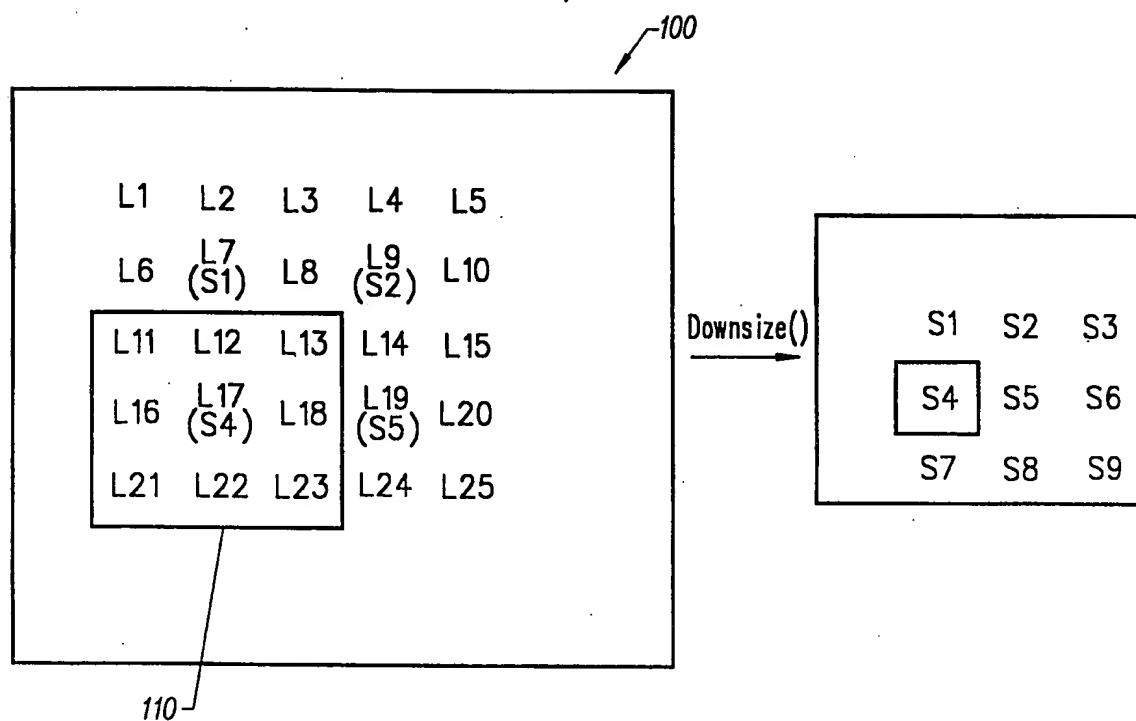 100
L1 L2 L3 L4 L5
L6 L7 (S1) L8 L9 (S2) L10
L11 L12 L13 L14 L15
L16 L17 (S4) L18 L19 (S5) L20
L21 L22 L23 L24 L25
110
Downsize()
S1 S2 S3
S4 S5 S6
S7 S8 S9